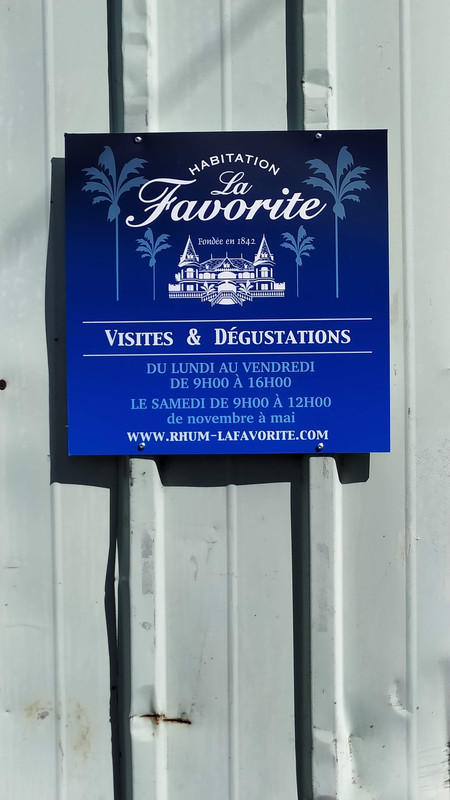 HABITATION
La
Favorite
Fondée en 1842
VISITES & DÉGUSTATIONS
DU LUNDI AU VENDREDI
DE 9H00 À 16H00
LE SAMEDI DE 9H00 À 12H00
de novembre à mai
WWW.RHUM-LAFAVORITE.COM